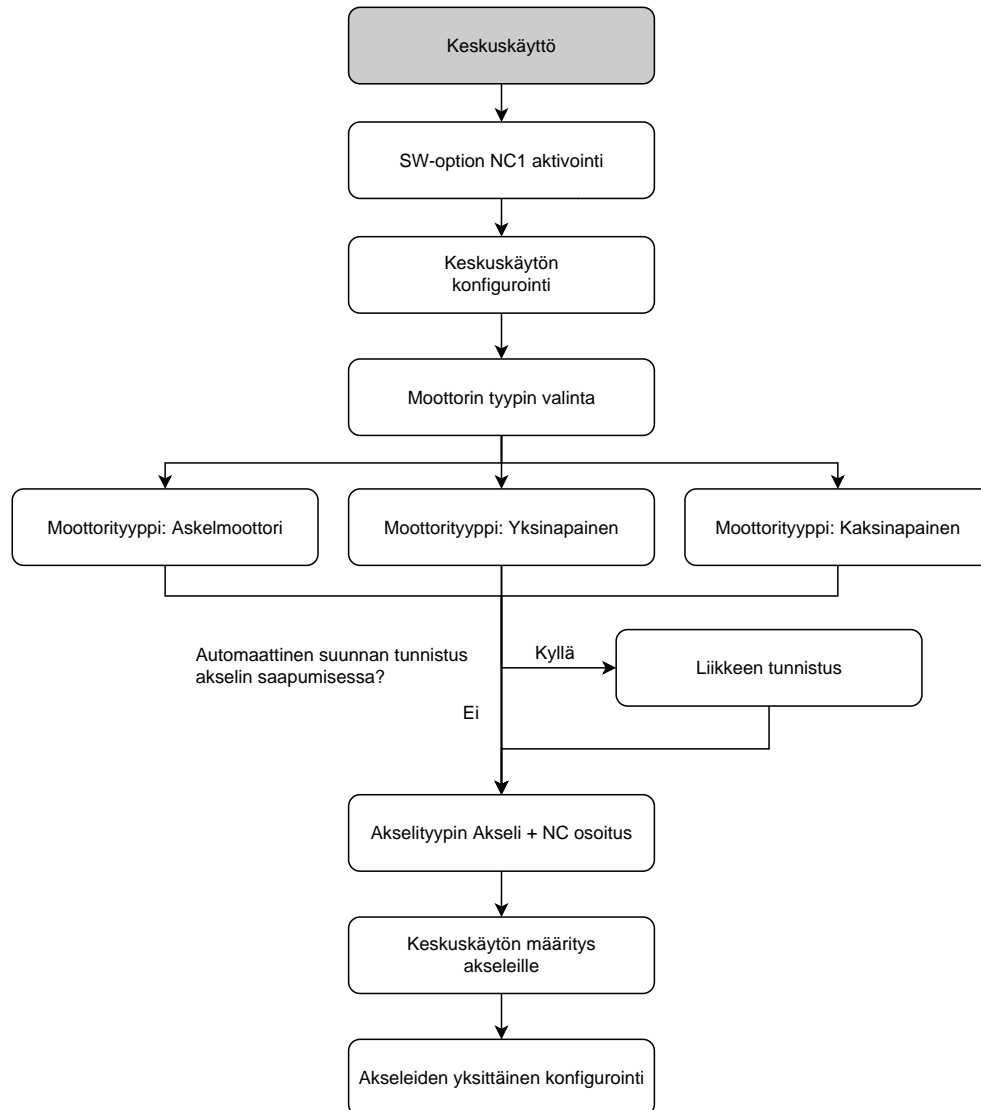 Keskuskäyttö
SW-option NC1 aktivointi
Keskuskäytön
konfigurointi
Moottorin tyypin valinta
Moottorityyppi: Askelmoottori
Moottorityyppi: Yksinapainen
Moottorityyppi: Kaksinapainen
Automaattinen suunnan tunnistus
akselin saapumisessa?
Kyllä
Liikkeen tunnistus
Ei
Akselityypin Akseli + NC osoitus
Keskuskäytön määritys
akseleille
Akseleiden yksittäinen konfigurointi